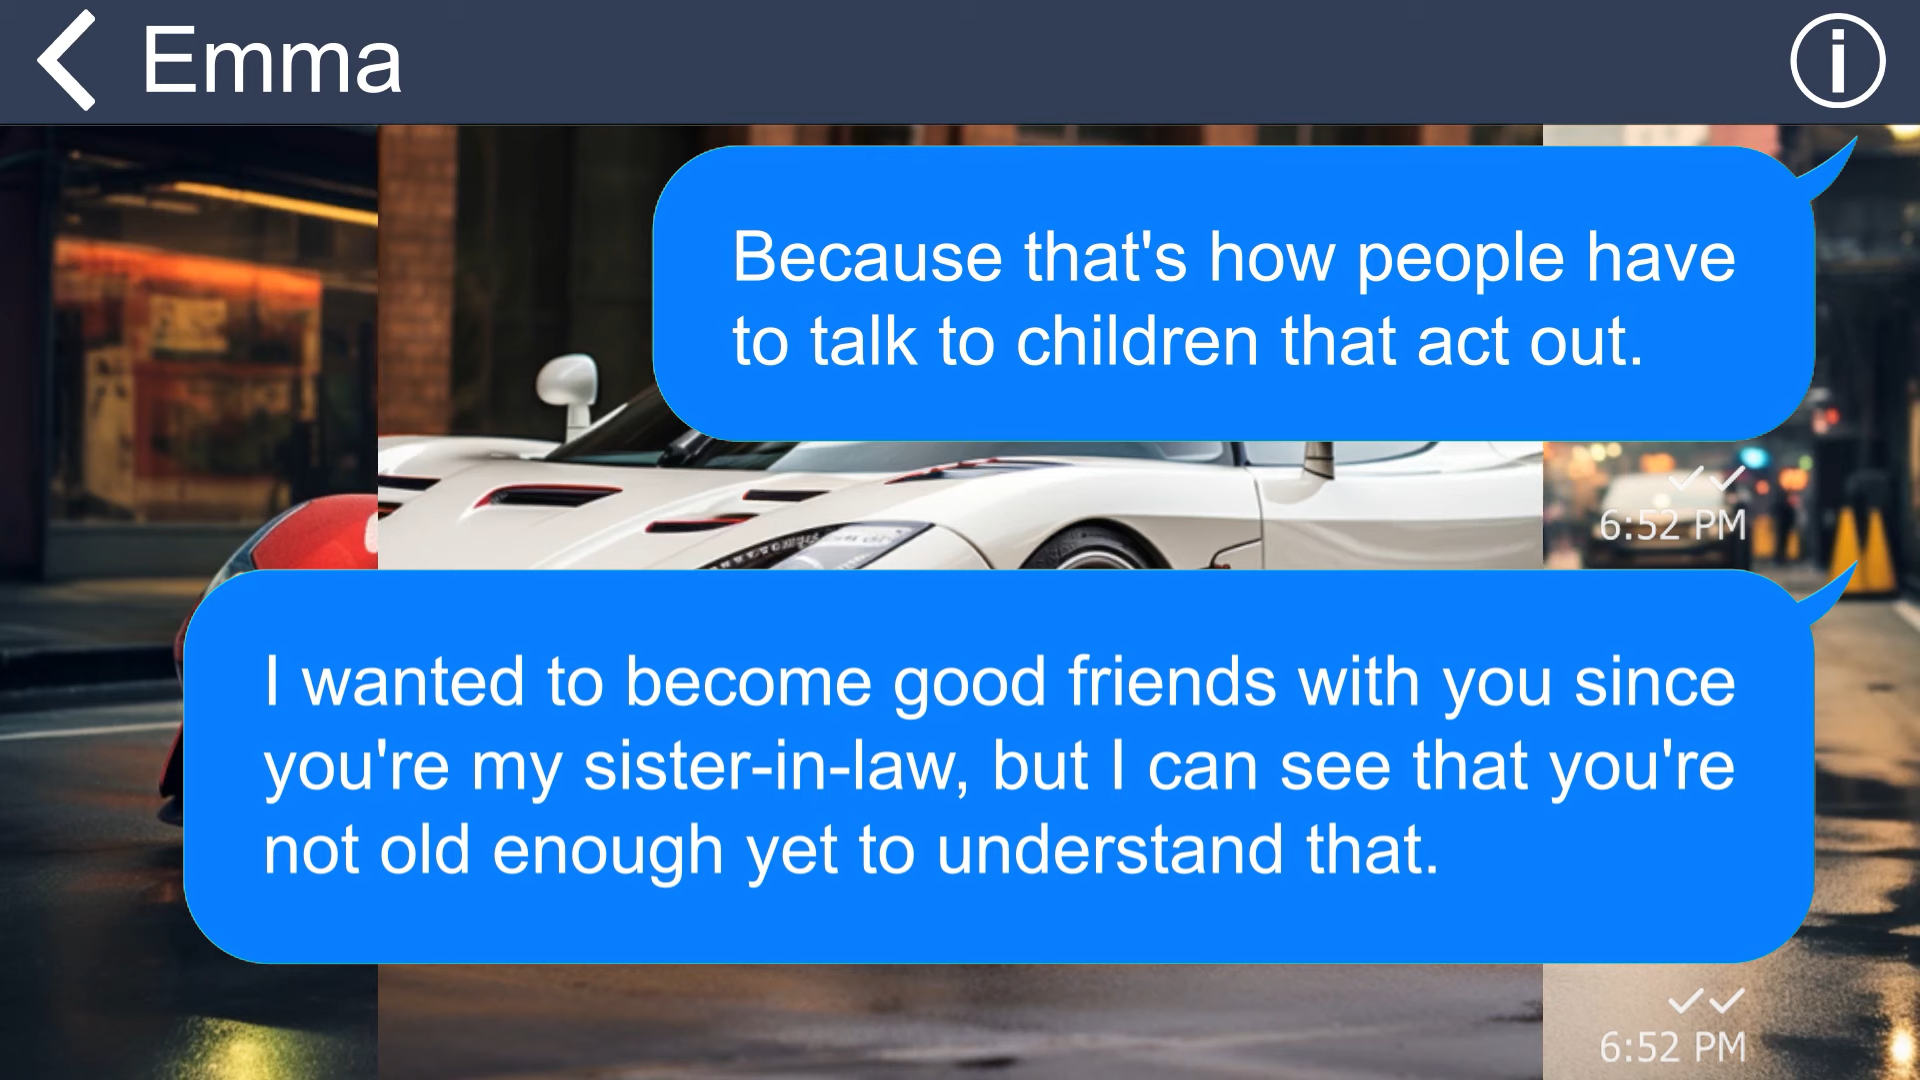 Emma
Because that's how people have
to talk to children that act out.
6:52 PM
I wanted to become good friends with you since
you're my sister-in-law, but I can see that you're
not old enough yet to understand that.
6:52 PM